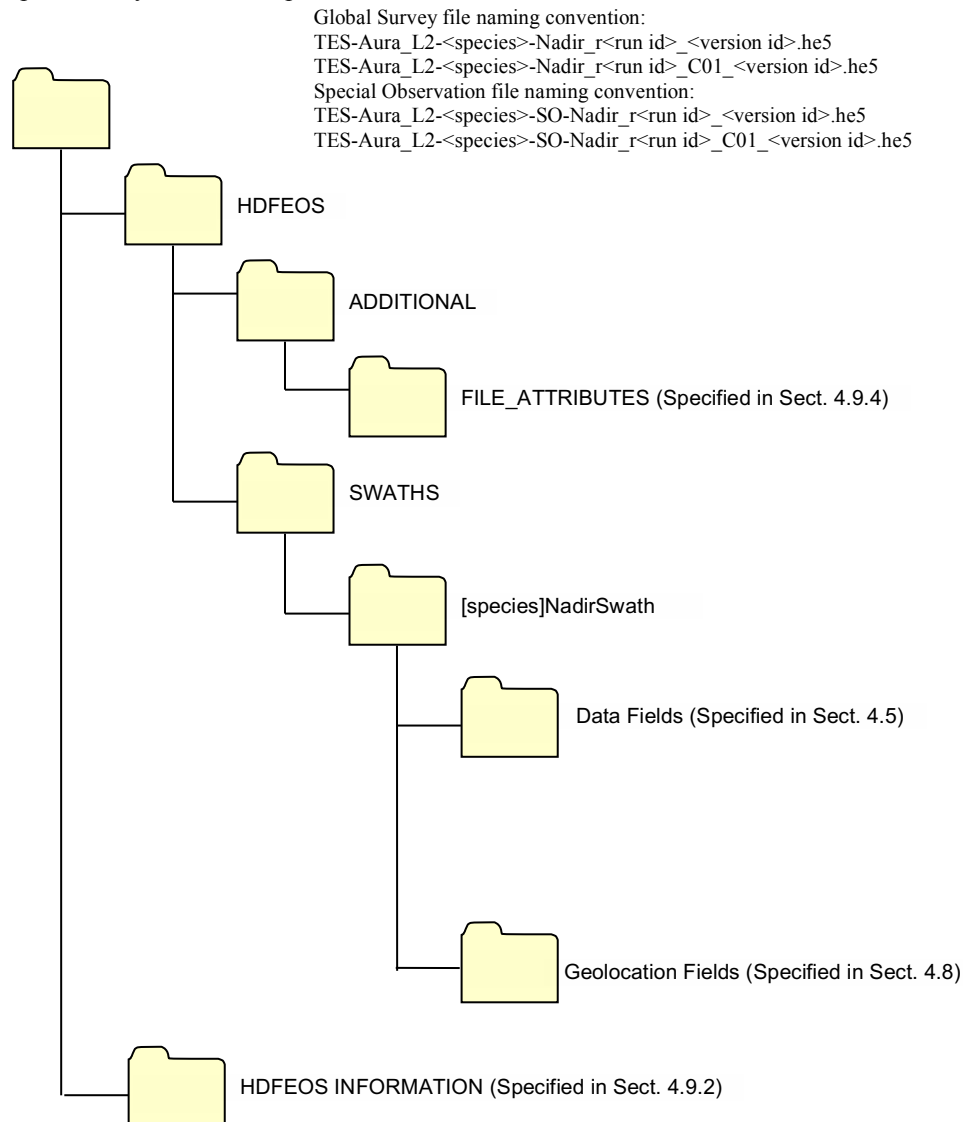 Global Survey file naming convention:
TES-Aura_L2-<species>-Nadir_r<run id>_<version id>.he5
TES-Aura_L2-<species>-Nadir_r<run id>_C01_<version id>.he5
Special Observation file naming convention:
TES-Aura_L2-<species>-SO-Nadir_r<run id>_<version id>.he5
TES-Aura_L2-<species>-SO-Nadir_r<run id>_C01_<version id>.he5
HDFEOS
ADDITIONAL
FILE_ATTRIBUTES (Specified in Sect. 4.9.4)
SWATHS
[species]NadirSwath
Data Fields (Specified in Sect. 4.5)
Geolocation Fields (Specified in Sect. 4.8)
HDFEOS INFORMATION (Specified in Sect. 4.9.2)